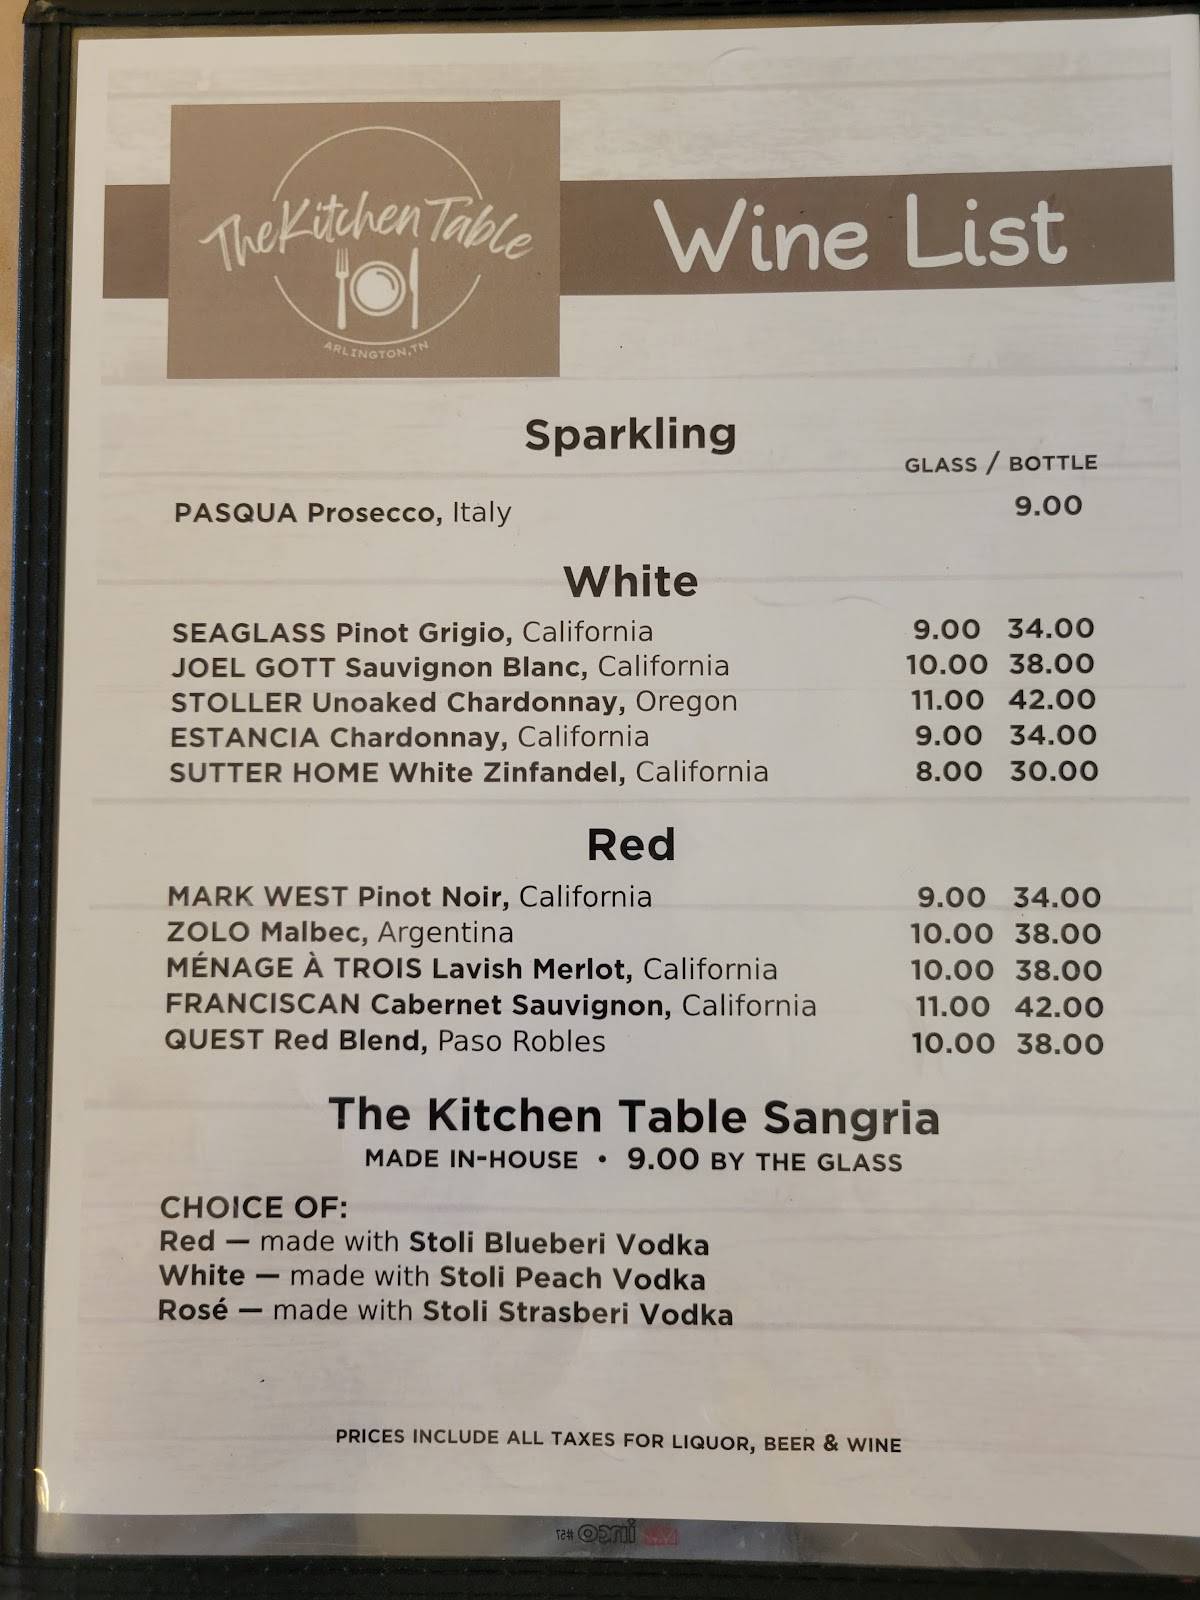 The Kitchen Table
ARLINGTON, TN
Wine List
Sparkling
GLASS / BOTTLE
PASQUA Prosecco, Italy 9.00
White
SEAGLASS Pinot Grigio, California 9.00 34.00
JOEL GOTT Sauvignon Blanc, California 10.00 38.00
STOLLER Unoaked Chardonnay, Oregon 11.00 42.00
ESTANCIA Chardonnay, California 9.00 34.00
SUTTER HOME White Zinfandel, California 8.00 30.00
Red
MARK WEST Pinot Noir, California 9.00 34.00
ZOLO Malbec, Argentina 10.00 38.00
MÉNAGE À TROIS Lavish Merlot, California 10.00 38.00
FRANCISCAN Cabernet Sauvignon, California 11.00 42.00
QUEST Red Blend, Paso Robles 10.00 38.00
The Kitchen Table Sangria
MADE IN-HOUSE • 9.00 BY THE GLASS
CHOICE OF:
Red — made with Stoli Blueberi Vodka
White — made with Stoli Peach Vodka
Rosé — made with Stoli Strasberi Vodka
PRICES INCLUDE ALL TAXES FOR LIQUOR, BEER & WINE